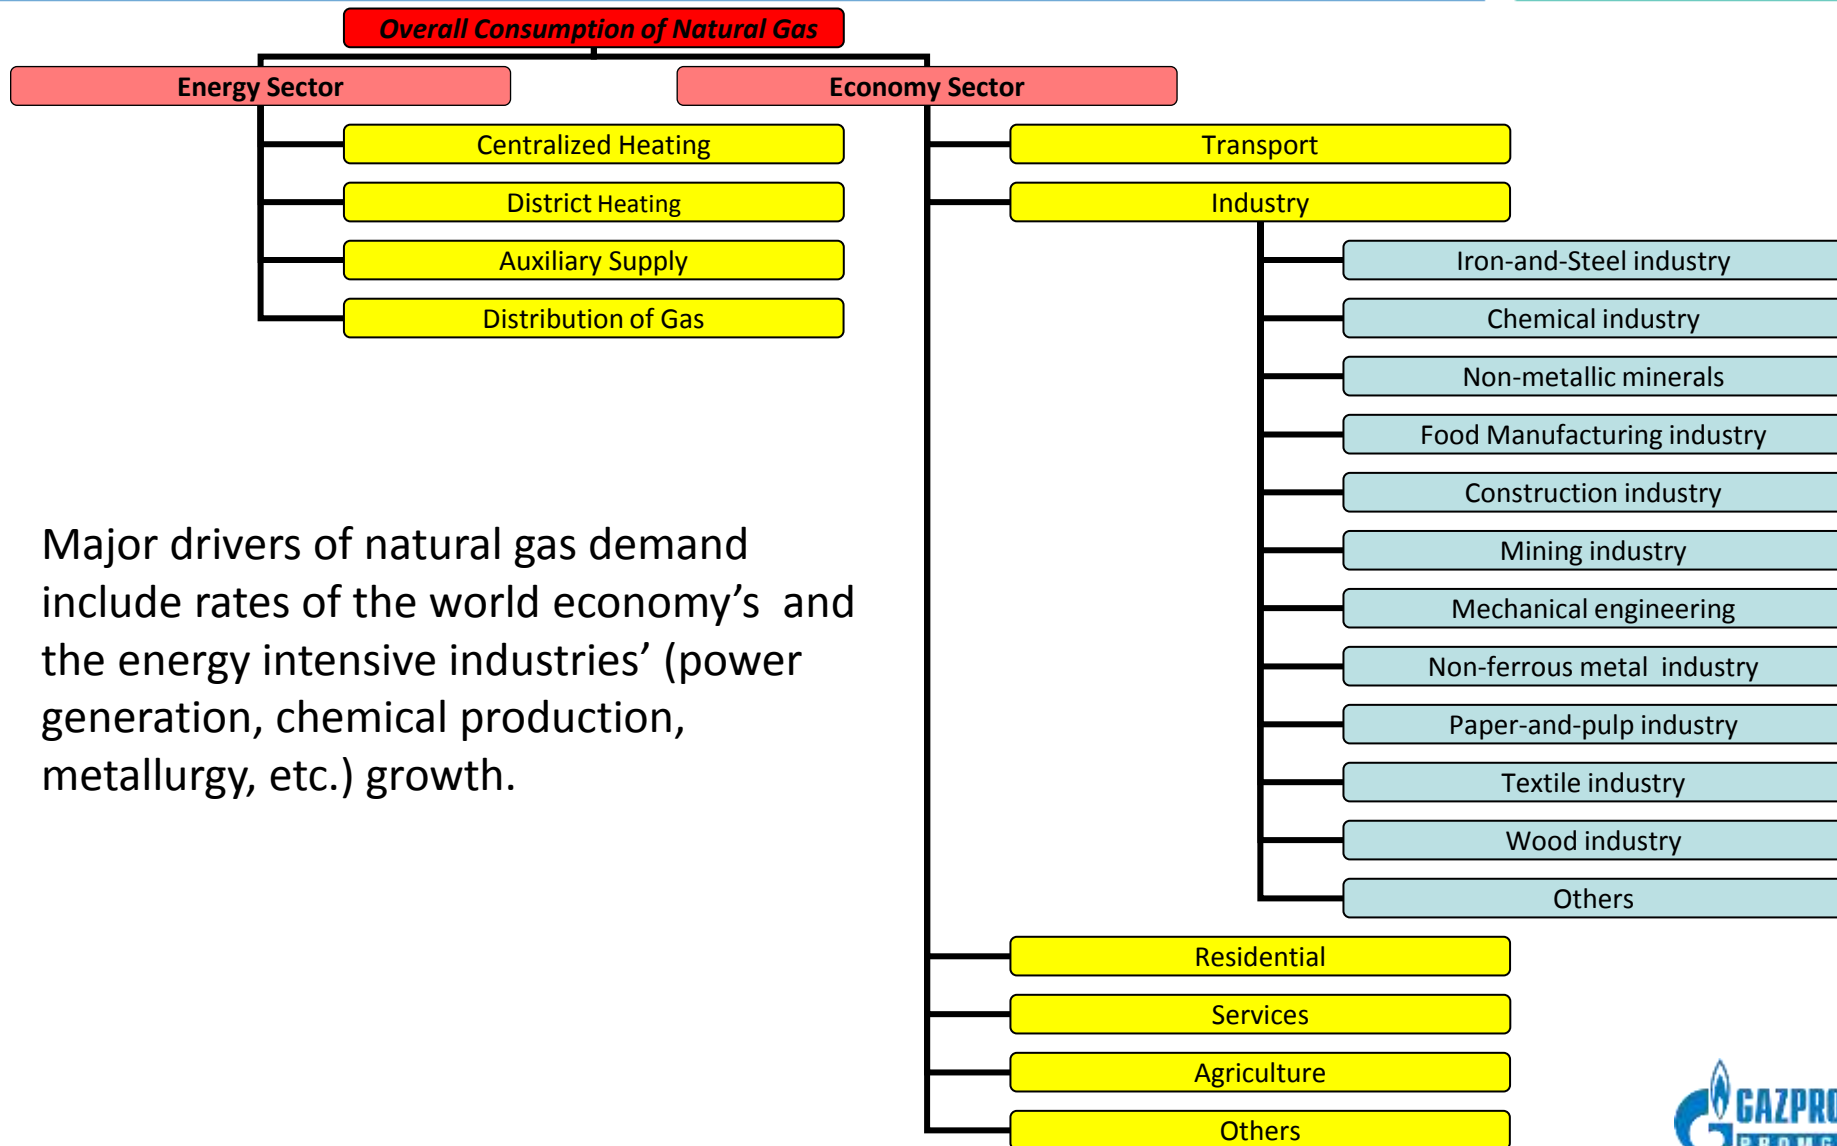 Overall Consumption of Natural Gas
Energy Sector
Economy Sector
Centralized Heating
District Heating
Auxiliary Supply
Distribution of Gas
Transport
Industry
Iron-and-Steel industry
Chemical industry
Non-metallic minerals
Food Manufacturing industry
Construction industry
Mining industry
Mechanical engineering
Non-ferrous metal industry
Paper-and-pulp industry
Textile industry
Wood industry
Others
Residential
Services
Agriculture
Others
Major drivers of natural gas demand
include rates of the world economy’s and
the energy intensive industries’ (power
generation, chemical production,
metallurgy, etc.) growth.
GAZPRO